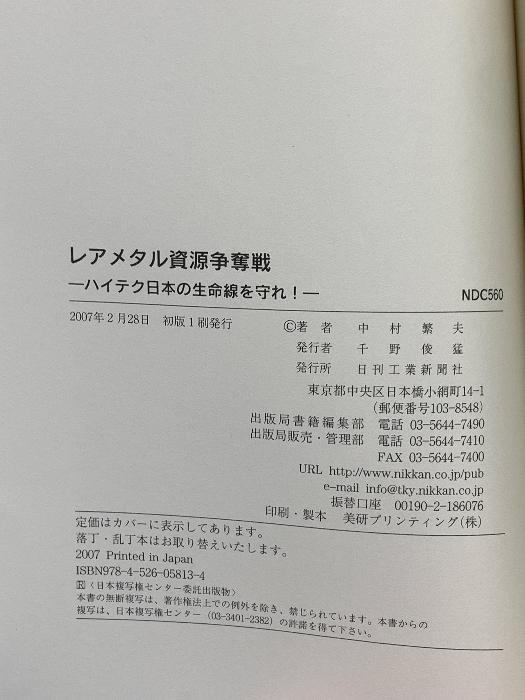 レアメタル資源争奪戦
―ハイテク日本の生命線を守れ!―
NDC560
2007年2月28日 初版1刷発行
©著者 中村繁夫
発行者 千野俊猛
発行所 日刊工業新聞社
東京都中央区日本橋小網町14-1
(郵便番号103-8548)
出版局書籍編集部 電話 03-5644-7490
出版局販売・管理部 電話 03-5644-7410
FAX 03-5644-7400
URL http://www.nikkan.co.jp/pub
e-mail info@tky.nikkan.co.jp
振替口座 00190-2-186076
印刷・製本 美研プリンティング(株)
定価はカバーに表示してあります。
落丁・乱丁本はお取り替えいたします。
2007 Printed in Japan
ISBN978-4-526-05813-4
R〈日本複写権センター委託出版物〉
本書の無断複写は、著作権法上での例外を除き、禁じられています。本書からの
複写は、日本複写権センター(03-3401-2382)の許諾を得て下さい。